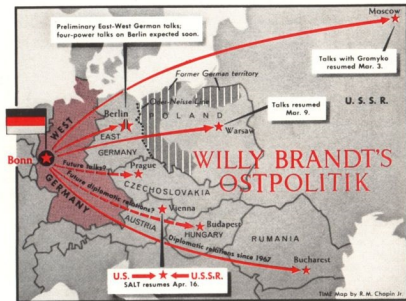 Moscow
Preliminary East-West German talks;
four-power talks on Berlin expected soon.
Talks with Gromyko
resumed Mar. 3.
Former German territory
Oder-Neisse Line
U.S.S.R.
Berlin
POLAND
Talks resumed
Mar. 9.
WEST
EAST
GERMANY
Warsaw
Bonn
WILLY BRANDT'S
OSTPOLITIK
Future talks?
Prague
GERMANY
CZECHOSLOVAKIA
Future diplomatic relations?
Vienna
AUSTRIA
Budapest
HUNGARY
RUMANIA
Diplomatic relations since 1967
Bucharest
U.S.
U.S.S.R.
SALT resumes Apr. 16.
TIME Map by R.M. Chapin Jr.